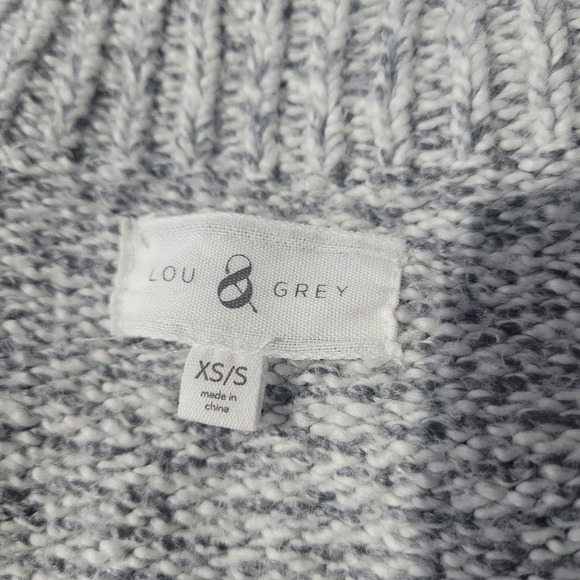 LOU & GREY
XS/S
made in
china